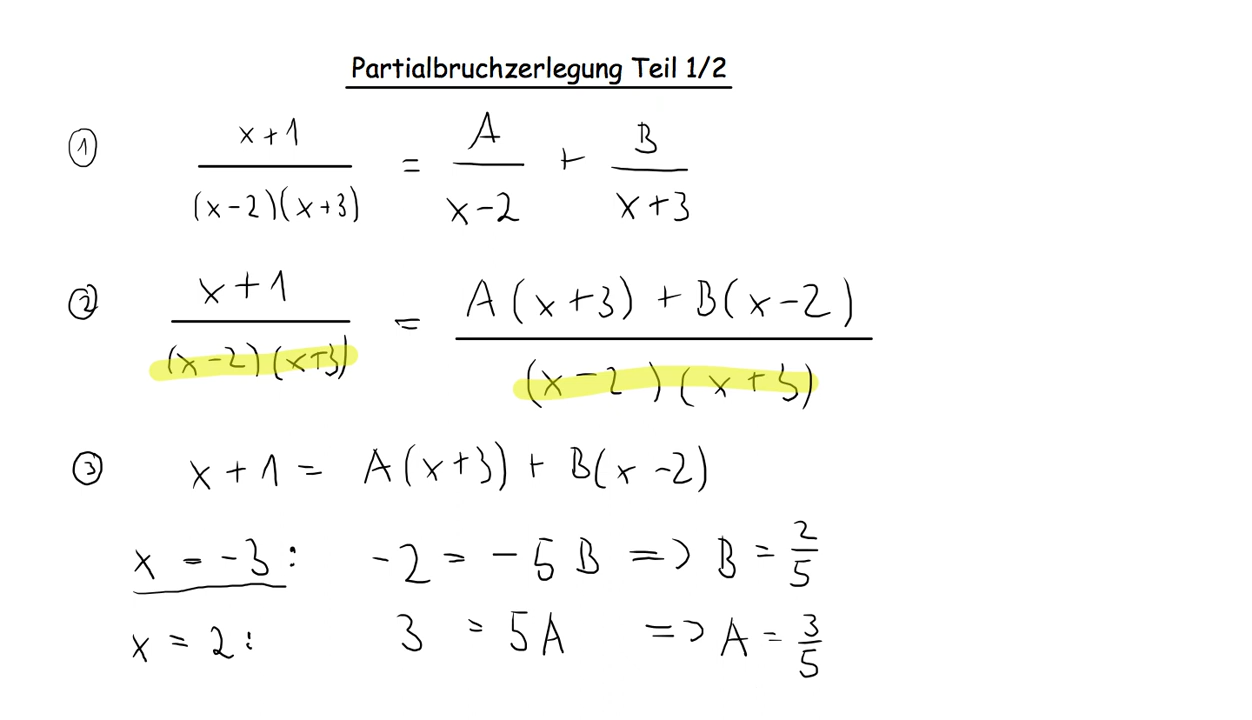 Partialbruchzerlegung Teil 1/2
① (x+1)/((x-2)(x+3)) = A/(x-2) + B/(x+3)
② (x+1)/((x-2)(x+3)) = (A(x+3) + B(x-2))/((x-2)(x+3))
③ x+1 = A(x+3) + B(x-2)
x = -3: -2 = -5B => B = 2/5
x = 2: 3 = 5A => A = 3/5